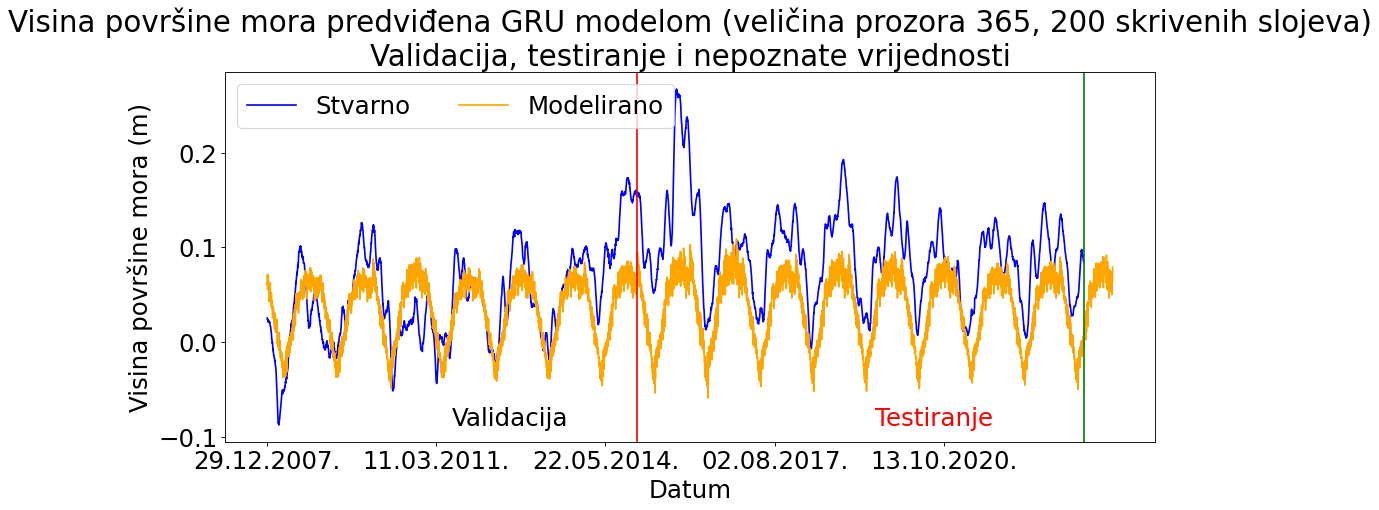 Visina površine mora predviđena GRU modelom (veličina prozora 365, 200 skrivenih slojeva)
Validacija, testiranje i nepoznate vrijednosti
Stvarno
Modelirano
Visina površine mora (m)
0.2
0.1
0.0
−0.1
Validacija
Testiranje
29.12.2007.
11.03.2011.
22.05.2014.
02.08.2017.
13.10.2020.
Datum